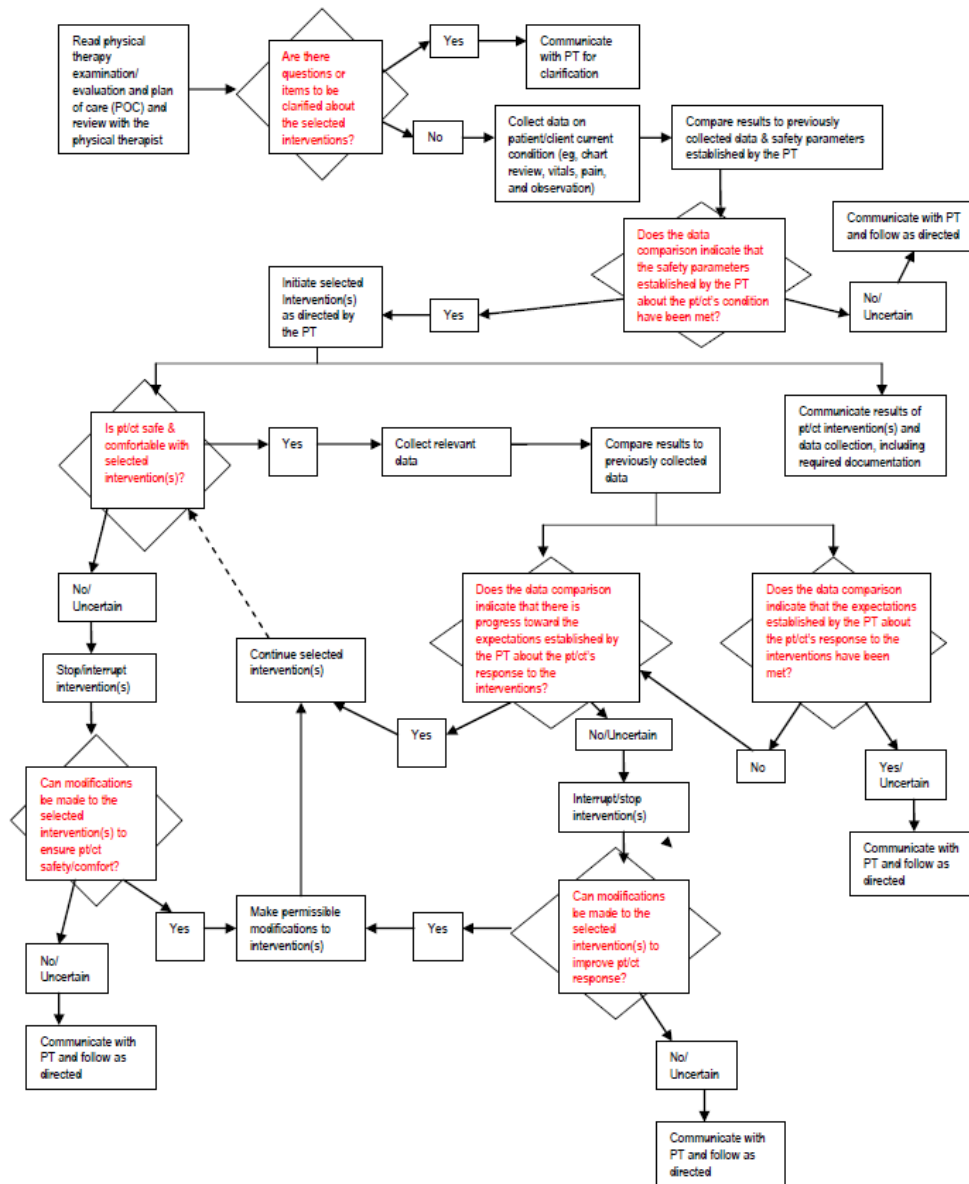 Read physical
therapy
examination/
evaluation and plan
of care (POC) and
review with the
physical therapist
Are there
questions or
items to be
clarified about
the selected
interventions?
Yes
Communicate
with PT for
clarification
No
Collect data on
patient/client current
condition (eg, chart
review, vitals, pain,
and observation)
Compare results to previously
collected data & safety parameters
established by the PT
Does the data
comparison indicate that
the safety parameters
established by the PT
about the pt/ct's condition
have been met?
Communicate with PT
and follow as directed
No/
Uncertain
Yes
Initiate selected
Intervention(s)
as directed by
the PT
Is pt/ct safe &
comfortable with
selected
intervention(s)?
Yes
Collect relevant
data
Compare results to
previously collected
data
Communicate results of
pt/ct intervention(s) and
data collection, including
required documentation
No/
Uncertain
Stop/interrupt
intervention(s)
Continue selected
intervention(s)
Does the data comparison
indicate that there is
progress toward the
expectations established by
the PT about the pt/ct's
response to the
interventions?
Does the data comparison
indicate that the expectations
established by the PT about
the pt/ct's response to the
interventions have been
met?
Yes
No/Uncertain
No
Yes/
Uncertain
Can modifications
be made to the
selected
intervention(s) to
ensure pt/ct
safety/comfort?
Interrupt/stop
intervention(s)
Communicate with
PT and follow as
directed
Yes
Make permissible
modifications to
intervention(s)
Yes
Can modifications
be made to the
selected
intervention(s) to
improve pt/ct
response?
No/
Uncertain
Communicate with
PT and follow as
directed
No/
Uncertain
Communicate with
PT and follow as
directed